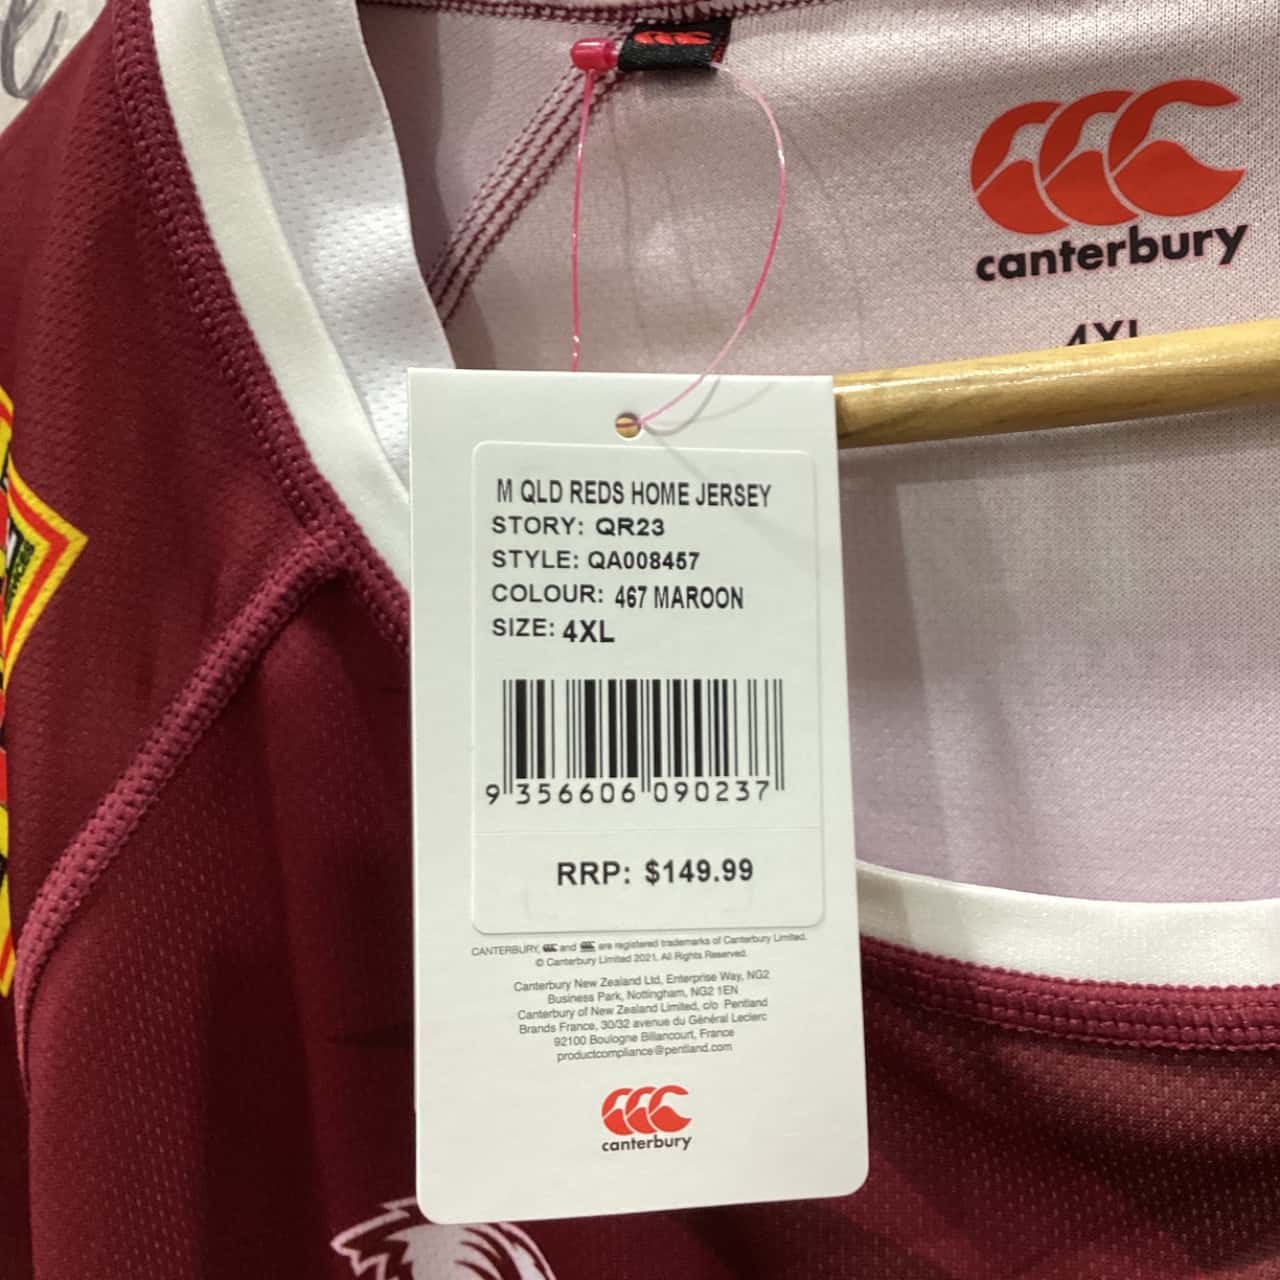 canterbury
4XL
M QLD REDS HOME JERSEY
STORY: QR23
STYLE: QA008457
COLOUR: 467 MAROON
SIZE: 4XL
9 356606 090237
RRP: $149.99
CANTERBURY, and are registered trademarks of Canterbury Limited.
© Canterbury Limited 2021. All Rights Reserved.
Canterbury New Zealand Ltd, Enterprise Way, NG2
Business Park, Nottingham, NG2 1EN
Canterbury of New Zealand Limited, c/o Pentland
Brands France, 30/32 avenue du Général Leclerc
92100 Boulogne Billancourt, France
productcompliance@pentland.com
canterbury